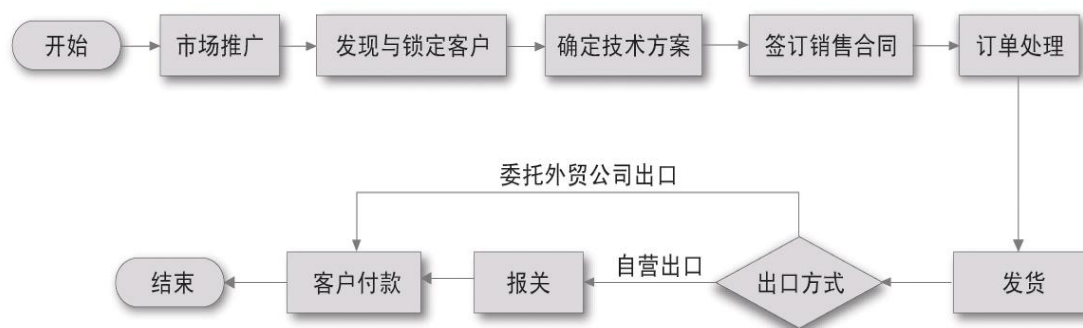 开始
市场推广
发现与锁定客户
确定技术方案
签订销售合同
订单处理
委托外贸公司出口
结束
客户付款
报关
自营出口
出口方式
发货